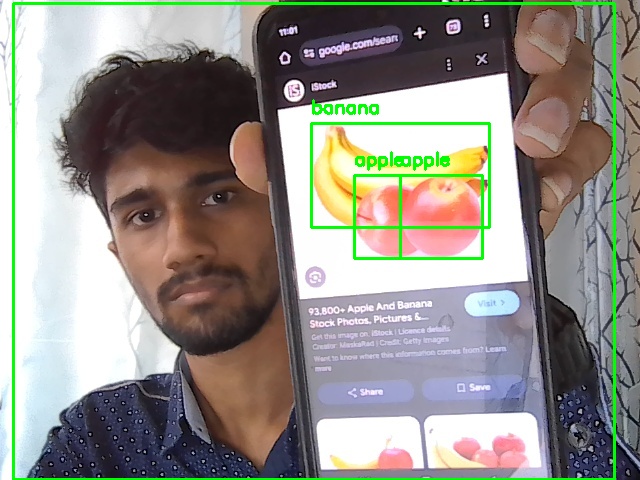 11:01
google.com/sear
iStock
banana
apple
apple
93,800+ Apple And Banana
Stock Photos, Pictures &...
Visit >
Get this image on: iStock | Licence details
Creator: MaskaRad | Credit: Getty Images
Want to know where this information comes from? Learn
more
Share
Save